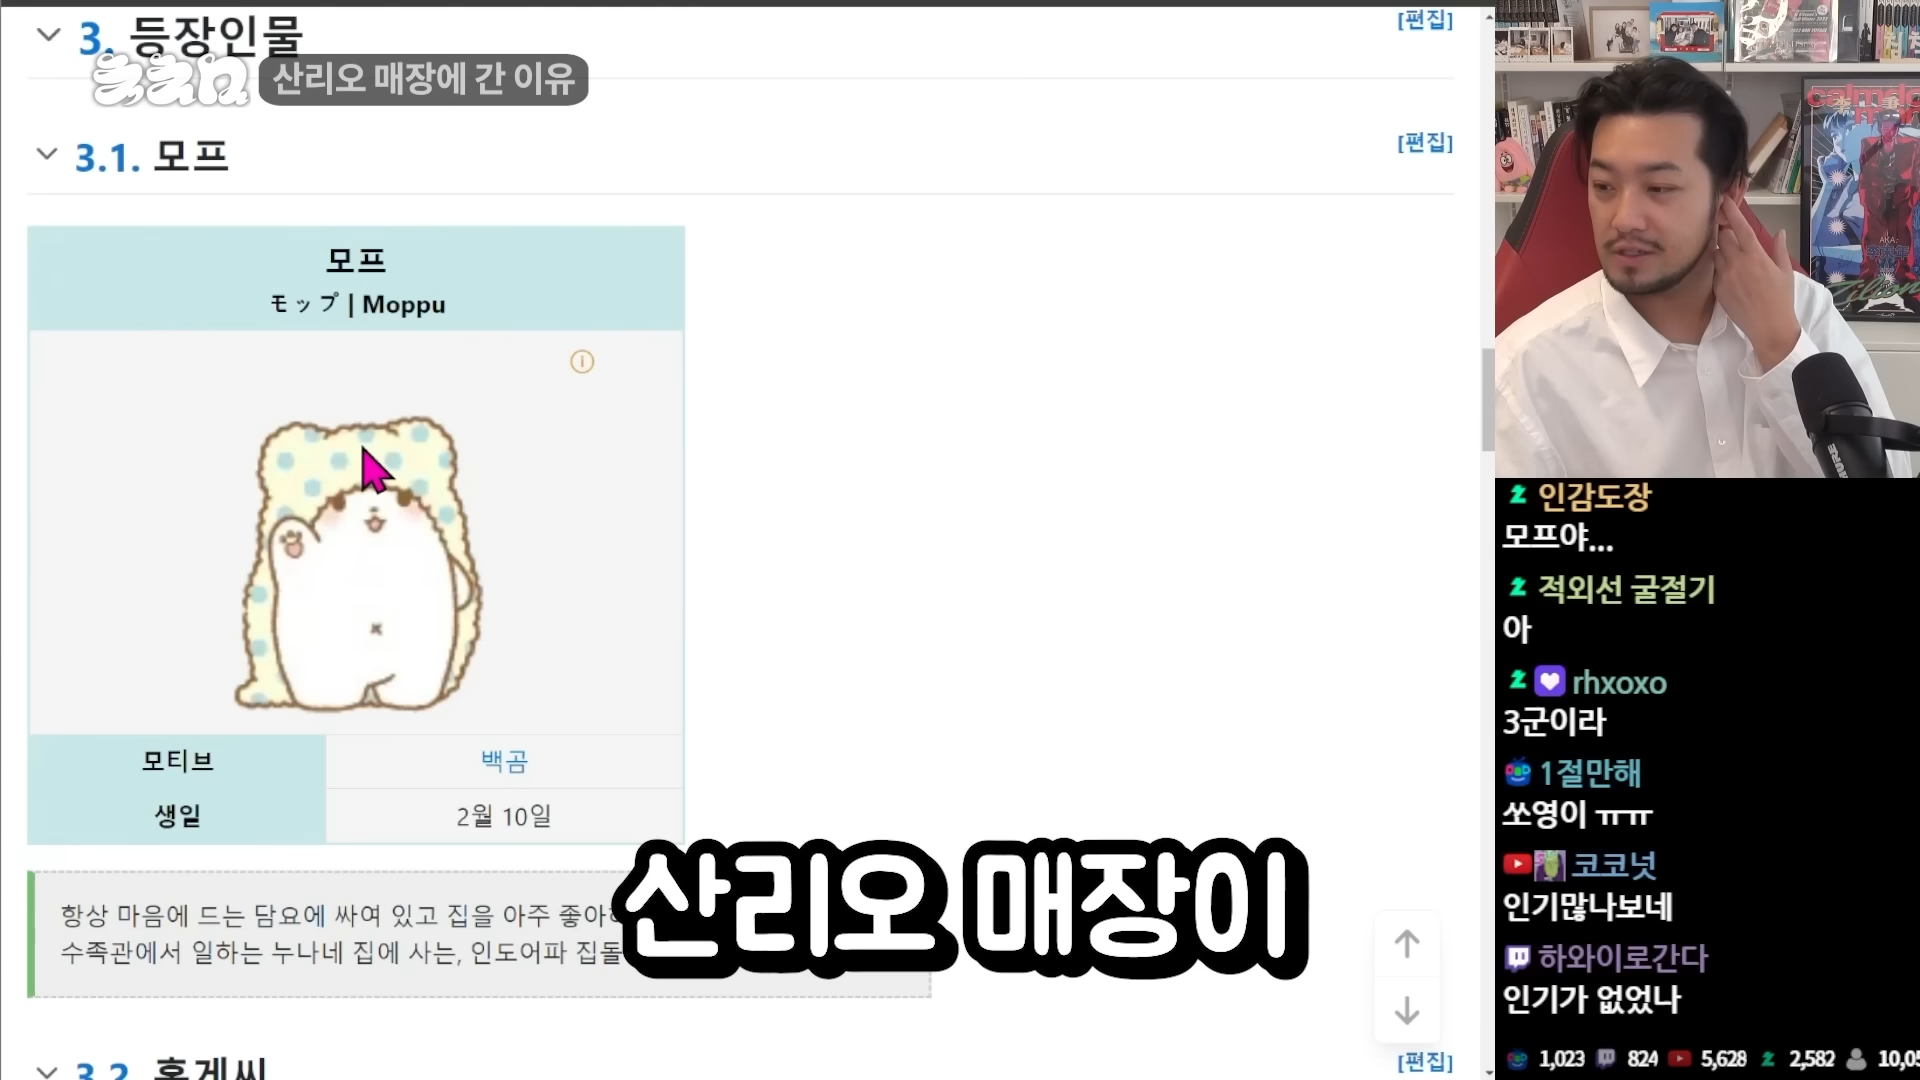 3. 등장인물
[편집]
산리오 매장에 간 이유
3.1. 모프
[편집]
모프
モップ | Moppu
모티브
백곰
생일
2월 10일
항상 마음에 드는 담요에 싸여 있고 집을 아주 좋아
수족관에서 일하는 누나네 집에 사는, 인도어파 집돌
산리오 매장이
3.2. 홍게씨
[편집]
인감도장
모프야...
적외선 굴절기
아
rhxoxo
3군이라
1절만해
쏘영이 ㅠㅠ
코코넛
인기많나보네
하와이로간다
인기가 없었나
1,023 824 5,628 2,582
calmdo
AKA:
Zilion